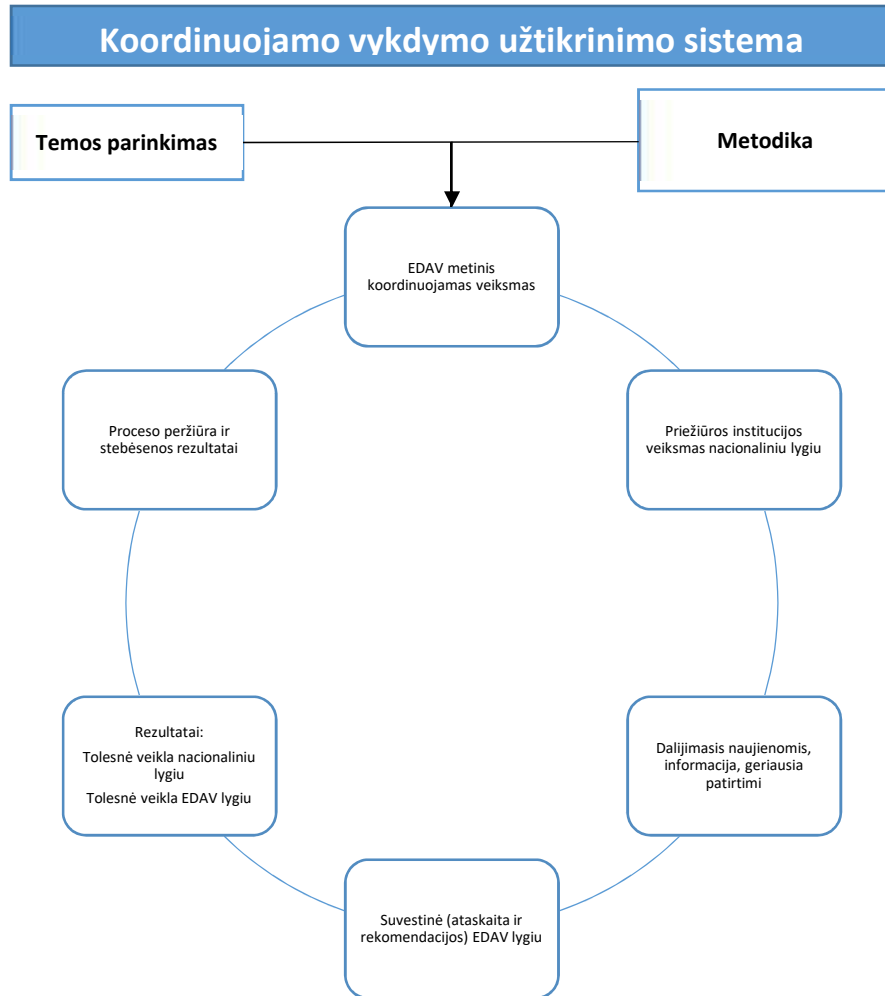 Koordinuojamo vykdymo užtikrinimo sistema
Temos parinkimas
Metodika
EDAV metinis
koordinuojamas veiksmas
Priežiūros institucijos
veiksmas nacionaliniu lygiu
Dalijimasis naujienomis,
informacija, geriausia
patirtimi
Suvestinė (ataskaita ir
rekomendacijos) EDAV lygiu
Rezultatai:
Tolesnė veikla nacionaliniu
lygiu
Tolesnė veikla EDAV lygiu
Proceso peržiūra ir
stebėsenos rezultatai